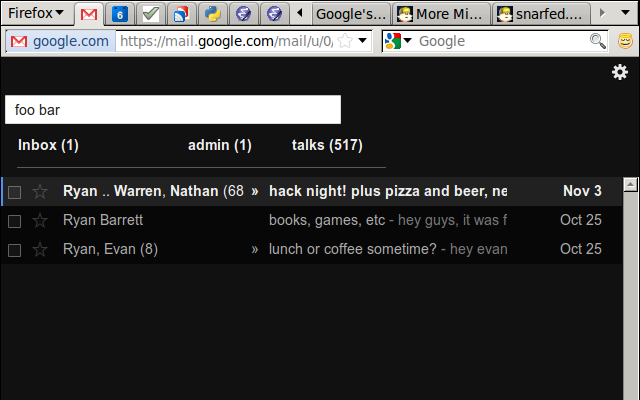 Firefox
6
Google's...
More Mi...
snarfed....
google.com
https://mail.google.com/mail/u/0/
Google
foo bar
Inbox (1)
admin (1)
talks (517)
Ryan .. Warren, Nathan (68 » hack night! plus pizza and beer, ne Nov 3
Ryan Barrett books, games, etc - hey guys, it was f Oct 25
Ryan, Evan (8) » lunch or coffee sometime? - hey evan Oct 25